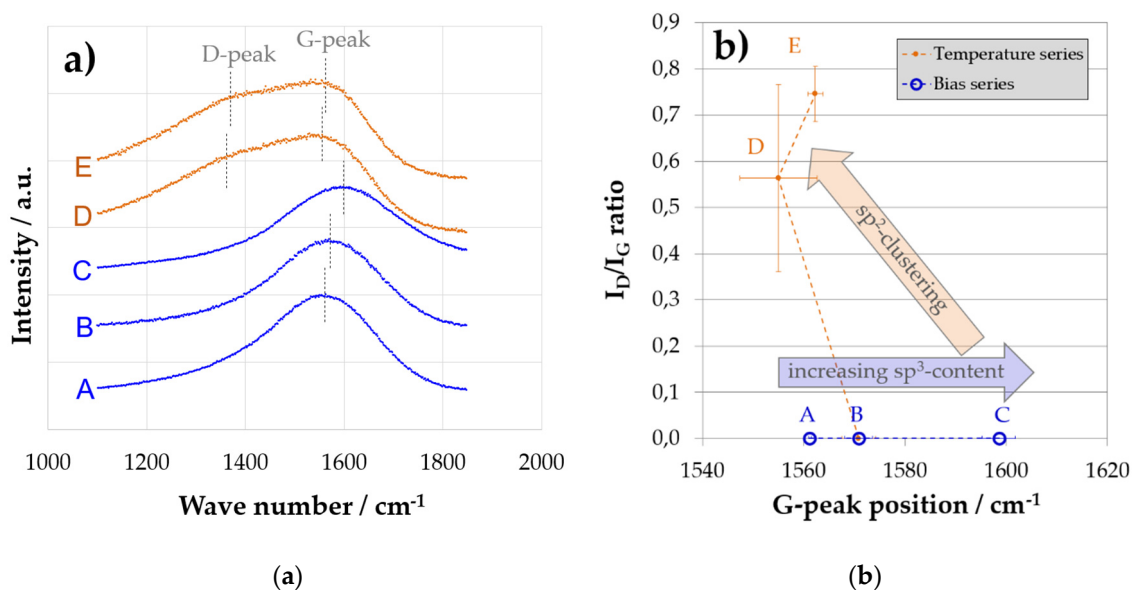 a)
D-peak
G-peak
E
D
C
B
A
Intensity / a.u.
1000
1200
1400
1600
1800
2000
Wave number / cm⁻¹
(a)
b)
Temperature series
Bias series
E
D
sp²-clustering
increasing sp³-content
A
B
C
I_D/I_G ratio
0,9
0,8
0,7
0,6
0,5
0,4
0,3
0,2
0,1
0,0
1540
1560
1580
1600
1620
G-peak position / cm⁻¹
(b)